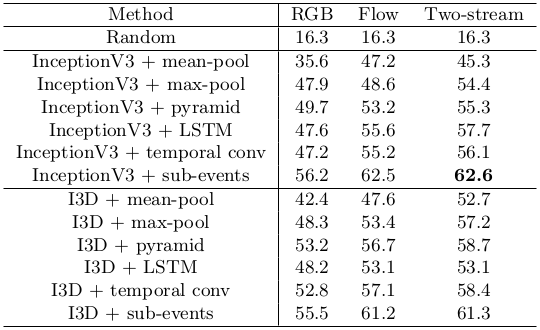 Method RGB Flow Two-stream
Random 16.3 16.3 16.3
InceptionV3 + mean-pool 35.6 47.2 45.3
InceptionV3 + max-pool 47.9 48.6 54.4
InceptionV3 + pyramid 49.7 53.2 55.3
InceptionV3 + LSTM 47.6 55.6 57.7
InceptionV3 + temporal conv 47.2 55.2 56.1
InceptionV3 + sub-events 56.2 62.5 62.6
I3D + mean-pool 42.4 47.6 52.7
I3D + max-pool 48.3 53.4 57.2
I3D + pyramid 53.2 56.7 58.7
I3D + LSTM 48.2 53.1 53.1
I3D + temporal conv 52.8 57.1 58.4
I3D + sub-events 55.5 61.2 61.3